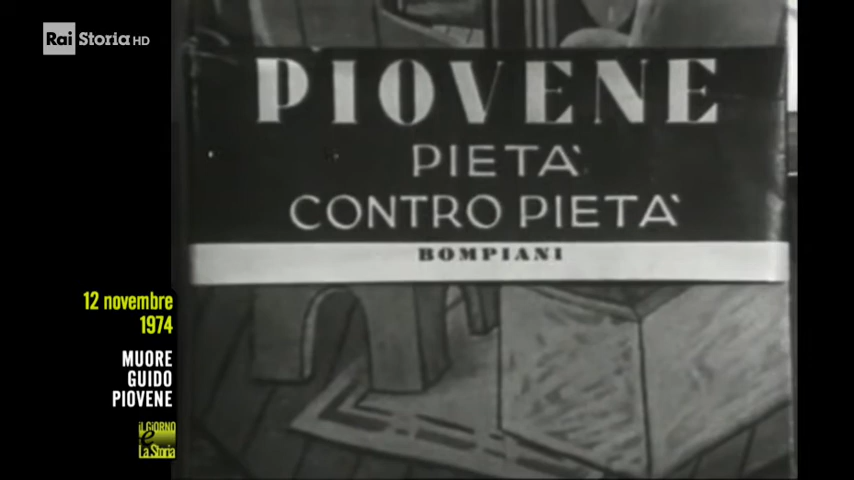 Rai Storia HD
PIOVENE
PIETA'
CONTRO PIETA'
BOMPIANI
12 novembre
1974
MUORE
GUIDO
PIOVENE
iL GiORNO
e
La Storia